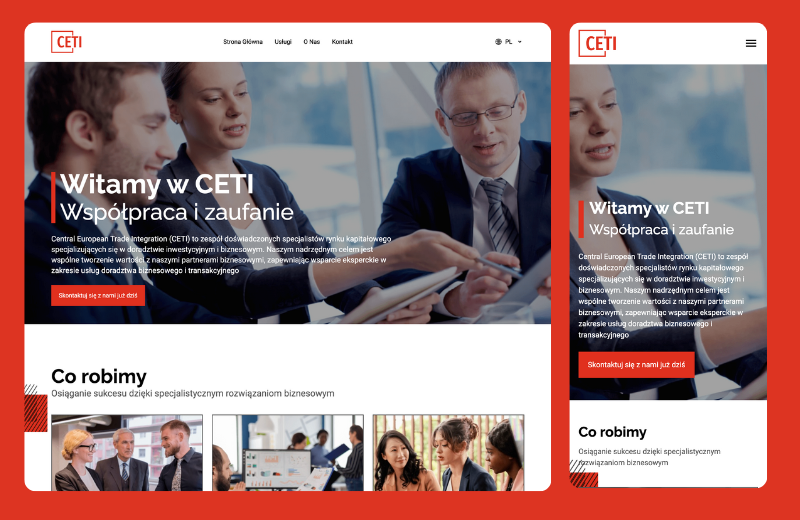 CETI
Strona Główna
Usługi
O Nas
Kontakt
PL
Witamy w CETI
Współpraca i zaufanie
Central European Trade Integration (CETI) to zespół doświadczonych specjalistów rynku kapitałowego
specjalizujących się w doradztwie inwestycyjnym i biznesowym. Naszym nadrzędnym celem jest
wspólne tworzenie wartości z naszymi partnerami biznesowymi, zapewniając wsparcie eksperckie w
zakresie usług doradztwa biznesowego i transakcyjnego
Skontaktuj się z nami już dziś
Co robimy
Osiąganie sukcesu dzięki specjalistycznym rozwiązaniom biznesowym
CETI
Witamy w CETI
Współpraca i zaufanie
Central European Trade Integration (CETI) to zespół
doświadczonych specjalistów rynku kapitałowego
specjalizujących się w doradztwie inwestycyjnym i
biznesowym. Naszym nadrzędnym celem jest
wspólne tworzenie wartości z naszymi partnerami
biznesowymi, zapewniając wsparcie eksperckie w
zakresie usług doradztwa biznesowego i
transakcyjnego
Skontaktuj się z nami już dziś
Co robimy
Osiąganie sukcesu dzięki specjalistycznym
rozwiązaniom biznesowym